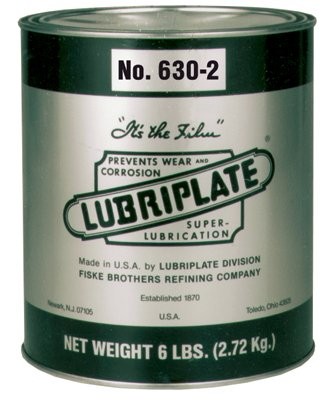 No. 630-2
"It's the Film"
®
PREVENTS WEAR AND
CORROSION
LUBRIPLATE
SUPER-
LUBRICATION
Made in U.S.A. by LUBRIPLATE DIVISION
FISKE BROTHERS REFINING COMPANY
Established 1870
Newark, N.J. 07105
Toledo, Ohio 43605
U.S.A.
NET WEIGHT 6 LBS. (2.72 Kg.)